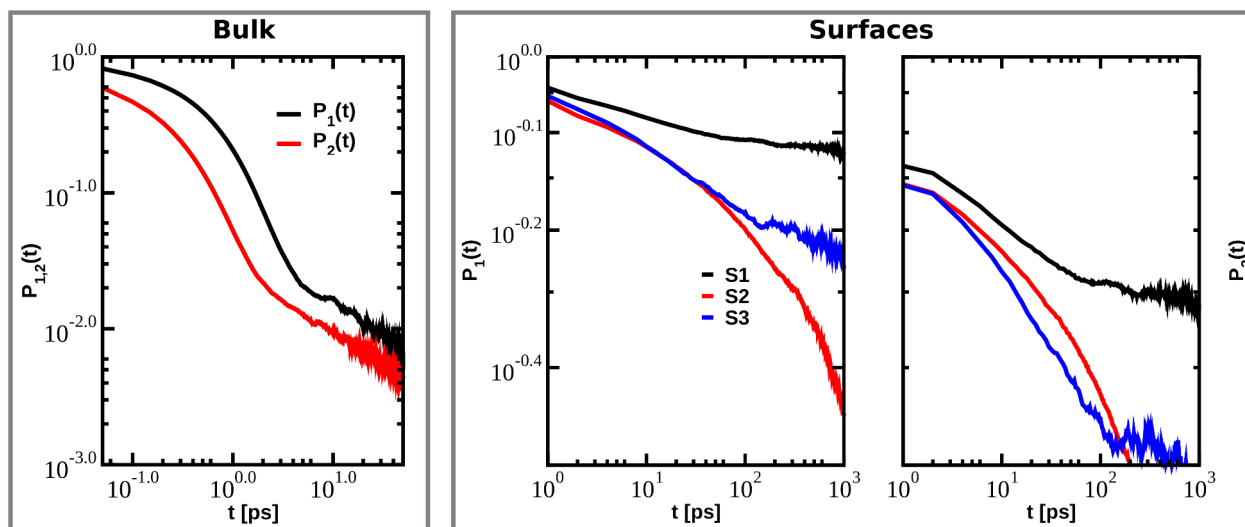 Bulk
Surfaces
10^0.0
10^-1.0
10^-2.0
10^-3.0
P_1,2(t)
P_1(t)
P_2(t)
10^-1.0
10^0.0
10^1.0
t [ps]
10^0.0
10^-0.1
10^-0.2
10^-0.4
P_1(t)
S1
S2
S3
10^0
10^1
10^2
10^3
t [ps]
10^0
10^1
10^2
10^3
t [ps]
P_2(t)